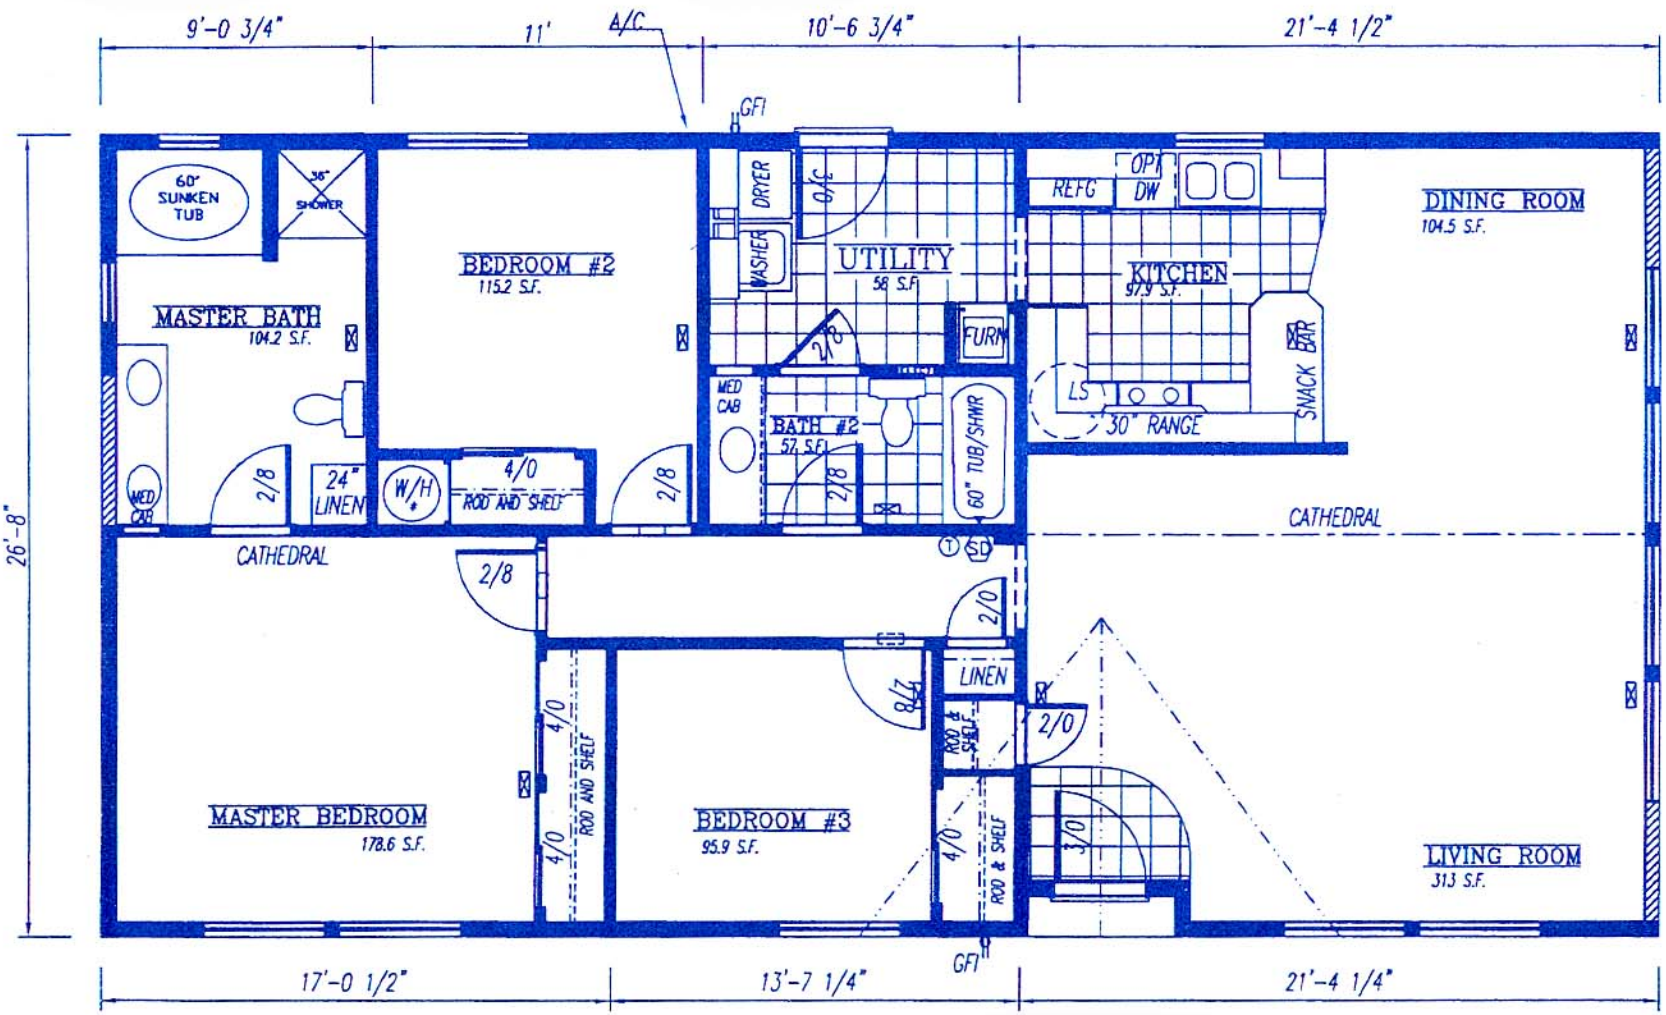 9'-0 3/4"
11'
A/C
10'-6 3/4"
21'-4 1/2"
GFI
60"
SUNKEN
TUB
36"
SHOWER
DRYER
3/0
OPT
REFG
DW
DINING ROOM
104.5 S.F.
BEDROOM #2
115.2 S.F.
WASHER
UTILITY
58 S.F.
KITCHEN
97.9 S.F.
MASTER BATH
104.2 S.F.
2/8
FURN
SNACK BAR
MED
CAB
LS
30" RANGE
BATH #2
57. S.F.
60" TUB/SHWR
2/8
24"
LINEN
W/H
4/0
ROD AND SHELF
2/8
2/8
MED
CAB
26'-8"
CATHEDRAL
CATHEDRAL
2/8
T
SD
2/0
LINEN
2/8
4/0
ROD AND SHELF
ROD &
SHELF
2/0
MASTER BEDROOM
178.6 S.F.
4/0
BEDROOM #3
95.9 S.F.
4/0
ROD & SHELF
3/0
LIVING ROOM
313 S.F.
GFI
17'-0 1/2"
13'-7 1/4"
21'-4 1/4"